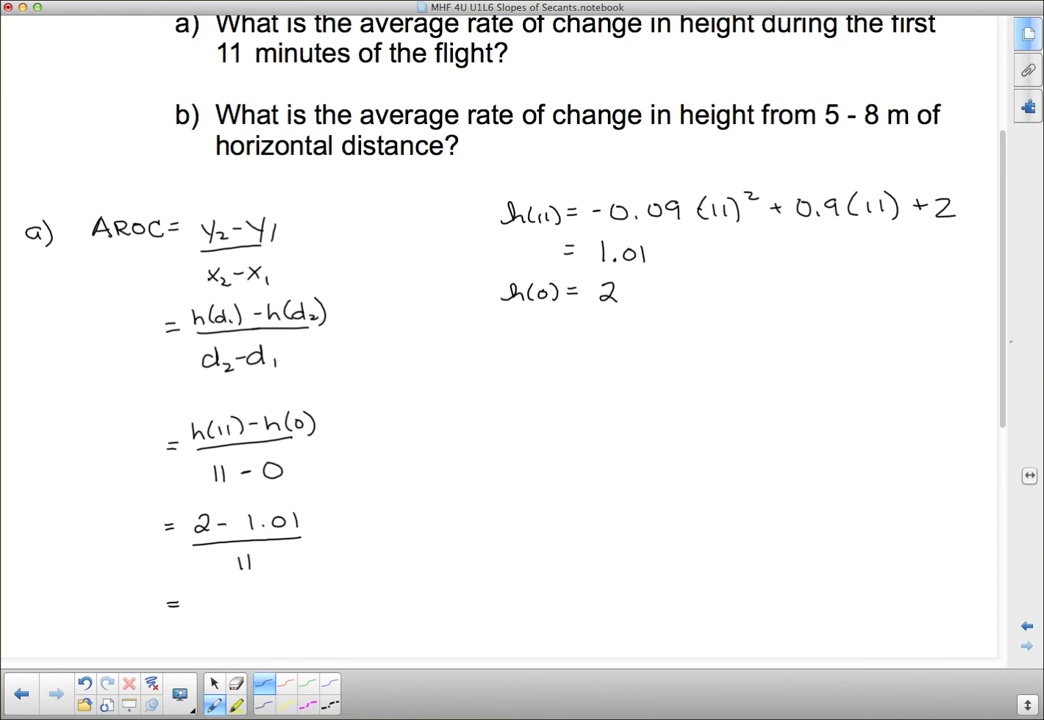 MHF 4U U1L6 Slopes of Secants.notebook
a) What is the average rate of change in height during the first
11 minutes of the flight?
b) What is the average rate of change in height from 5 - 8 m of
horizontal distance?
a) AROC = y₂-y₁
x₂-x₁
= h(d₁) - h(d₂)
d₂-d₁
= h(11) - h(0)
11 - 0
= 2 - 1.01
11
=
h(11) = -0.09 (11)² + 0.9(11) + 2
= 1.01
h(0) = 2